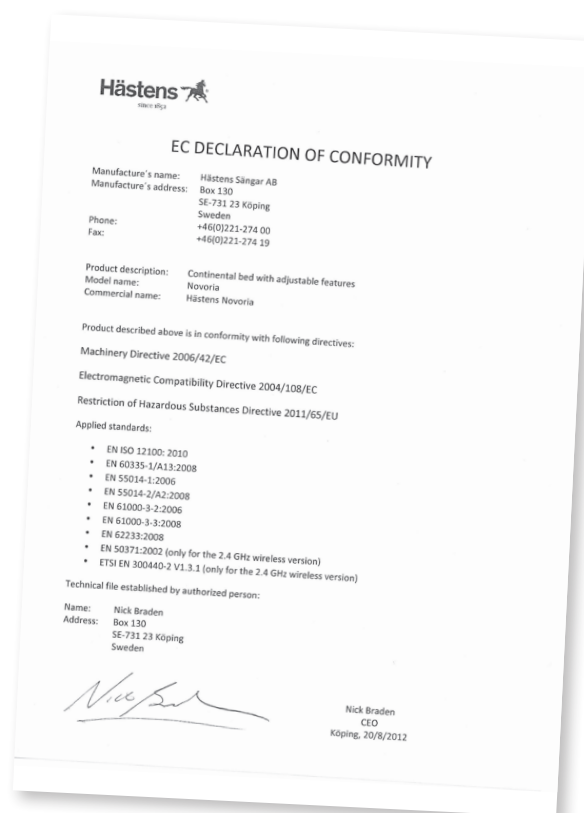 Hästens
since 1852
EC DECLARATION OF CONFORMITY
Manufacture´s name: Hästens Sängar AB
Manufacture´s address: Box 130
SE-731 23 Köping
Sweden
Phone: +46(0)221-274 00
Fax: +46(0)221-274 19
Product description: Continental bed with adjustable features
Model name: Novoria
Commercial name: Hästens Novoria
Product described above is in conformity with following directives:
Machinery Directive 2006/42/EC
Electromagnetic Compatibility Directive 2004/108/EC
Restriction of Hazardous Substances Directive 2011/65/EU
Applied standards:
• EN ISO 12100: 2010
• EN 60335-1/A13:2008
• EN 55014-1:2006
• EN 55014-2/A2:2008
• EN 61000-3-2:2006
• EN 61000-3-3:2008
• EN 62233:2008
• EN 50371:2002 (only for the 2.4 GHz wireless version)
• ETSI EN 300440-2 V1.3.1 (only for the 2.4 GHz wireless version)
Technical file established by authorized person:
Name: Nick Braden
Address: Box 130
SE-731 23 Köping
Sweden
Nick Braden
CEO
Köping, 20/8/2012